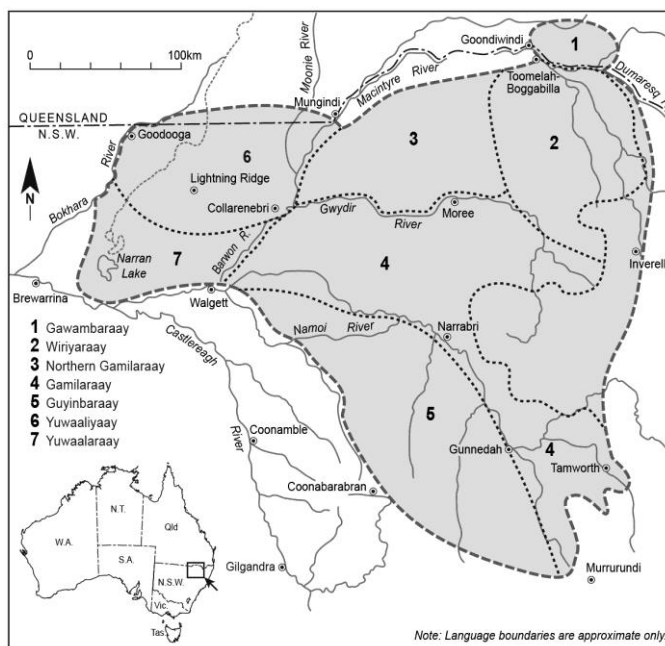 0 100km
Moonie River
Goondiwindi
1
Toomelah-
Boggabilla
Dumaresq
Macintyre
River
Mungindi
QUEENSLAND
N.S.W.
Goodooga
River
Bokhara
N
6
Lightning Ridge
Collarenebri
3
2
Gwydir
River
Moree
Barwon R.
4
Inverell
Narran
Lake
7
Brewarrina
Walgett
Castlereagh
River
Namoi River
Narrabri
1 Gawambaraay
2 Wiriyaraay
3 Northern Gamilaraay
4 Gamilaraay
5 Guyinbaraay
6 Yuwaaliyaay
7 Yuwaalaraay
5
Coonamble
Gunnedah
4
Tamworth
Coonabarabran
Gilgandra
Murrurundi
N.T.
Qld
W.A.
S.A.
N.S.W.
Vic.
Tas.
Note: Language boundaries are approximate only.